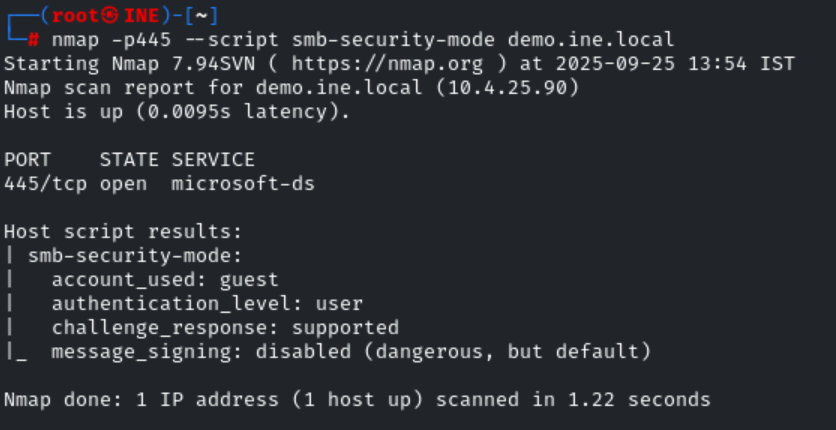 ┌──(root㉿INE)-[~]
└─# nmap -p445 --script smb-security-mode demo.ine.local
Starting Nmap 7.94SVN ( https://nmap.org ) at 2025-09-25 13:54 IST
Nmap scan report for demo.ine.local (10.4.25.90)
Host is up (0.0095s latency).

PORT    STATE SERVICE
445/tcp open  microsoft-ds

Host script results:
| smb-security-mode:
|   account_used: guest
|   authentication_level: user
|   challenge_response: supported
|_  message_signing: disabled (dangerous, but default)

Nmap done: 1 IP address (1 host up) scanned in 1.22 seconds